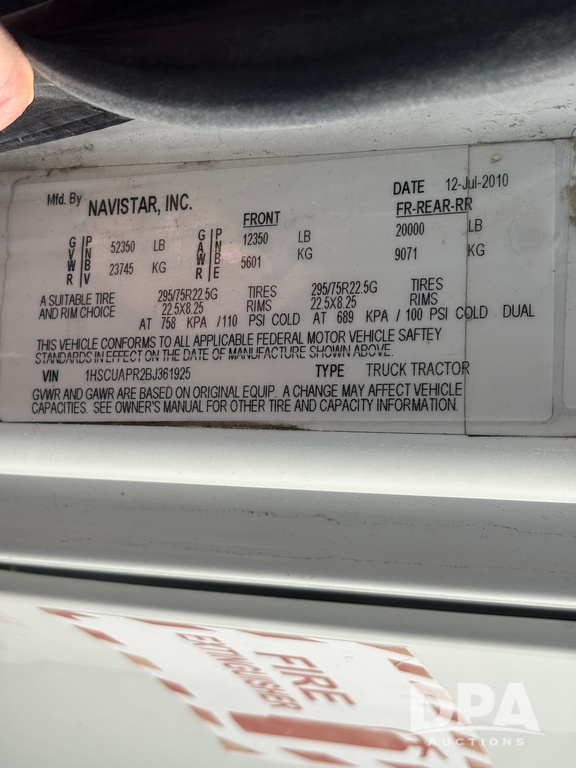 Mfd. By NAVISTAR, INC. DATE 12-Jul-2010
FRONT FR-REAR-RR
GVWR PNBV 52350 LB GAWR PNBE 12350 LB 20000 LB
23745 KG 5601 KG 9071 KG
A SUITABLE TIRE 295/75R22.5G TIRES 295/75R22.5G TIRES
AND RIM CHOICE 22.5X8.25 RIMS 22.5X8.25 RIMS
AT 758 KPA /110 PSI COLD AT 689 KPA / 100 PSI COLD DUAL
THIS VEHICLE CONFORMS TO ALL APPLICABLE FEDERAL MOTOR VEHICLE SAFTEY
STANDARDS IN EFFECT ON THE DATE OF MANUFACTURE SHOWN ABOVE.
VIN 1HSCUAPR2BJ361925 TYPE TRUCK TRACTOR
GVWR AND GAWR ARE BASED ON ORIGINAL EQUIP. A CHANGE MAY AFFECT VEHICLE
CAPACITIES. SEE OWNER'S MANUAL FOR OTHER TIRE AND CAPACITY INFORMATION.
FIRE
EXTINGUISHER
DPA
AUCTIONS